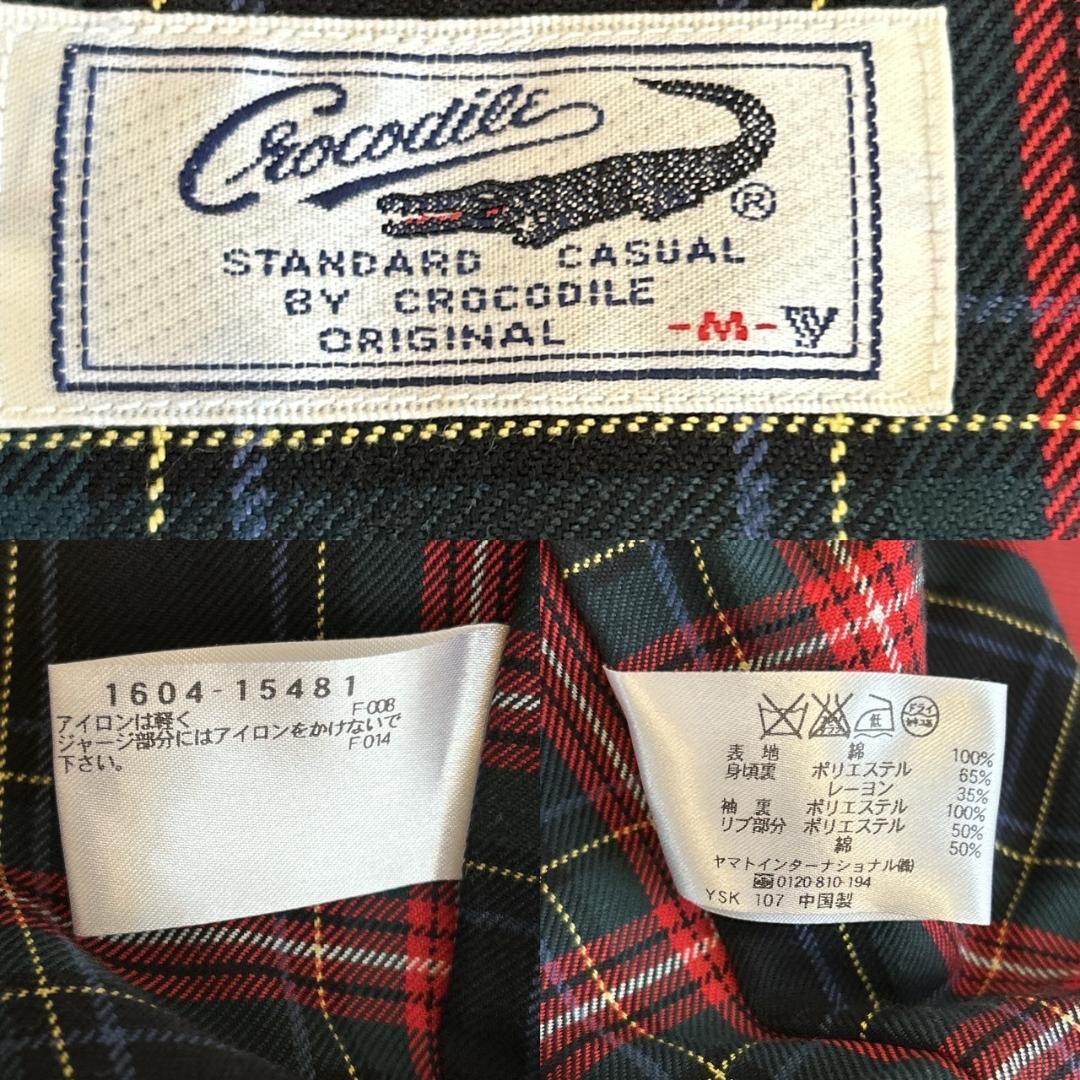 Crocodile
®
STANDARD CASUAL
BY CROCODILE
ORIGINAL -M-
1604-15481
アイロンは軽く F008
ジャージ部分にはアイロンをかけないで
下さい。 F014
低 ドライ
表 地 綿 100%
身頃裏 ポリエステル 65%
レーヨン 35%
袖 裏 ポリエステル 100%
リブ部分 ポリエステル 50%
綿 50%
ヤマトインターナショナル㈱
0120-810-194
YSK 107 中国製